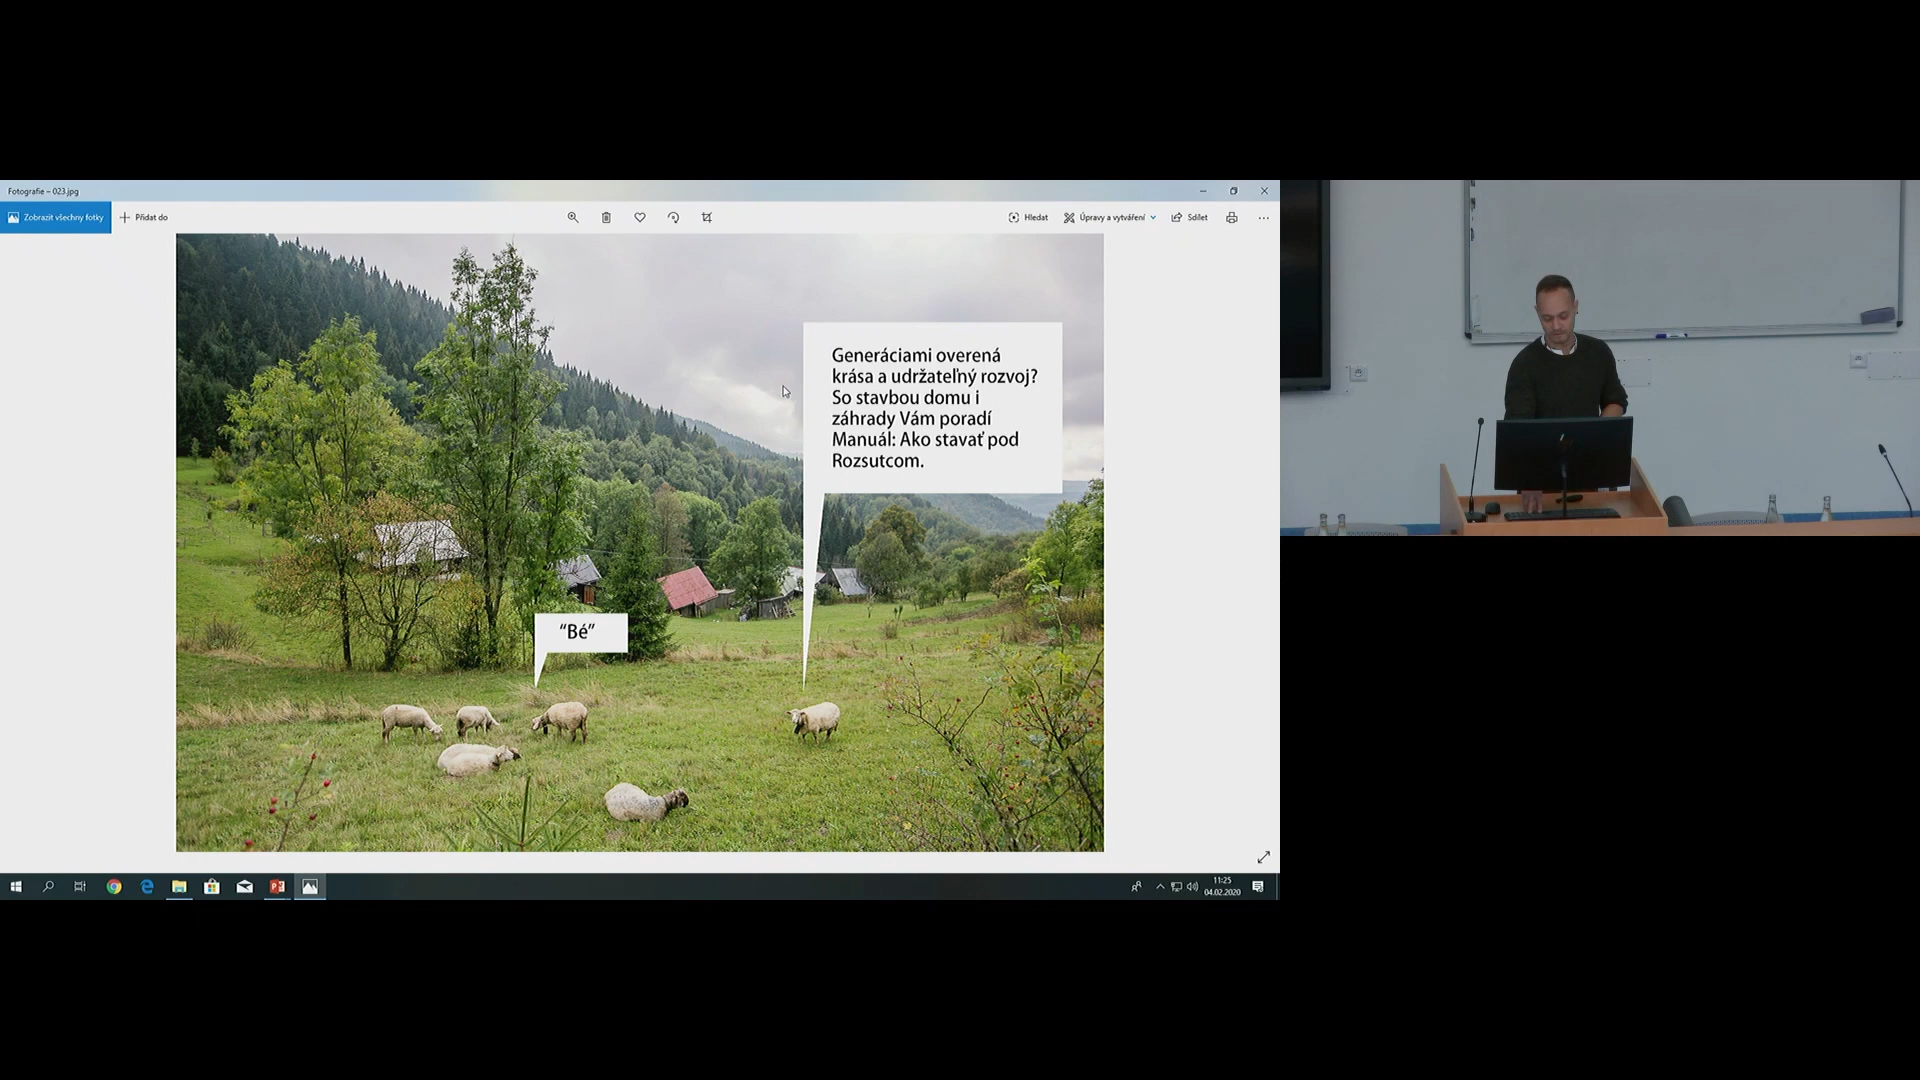 Fotografie – 023.jpg
Zobrazit všechny fotky
Přidat do
Hledat
Úpravy a vytváření
Sdílet
Generáciami overená
krása a udržateľný rozvoj?
So stavbou domu i
záhrady Vám poradí
Manuál: Ako stavať pod
Rozsutcom.
“Bé”
11:25
04.02.2020